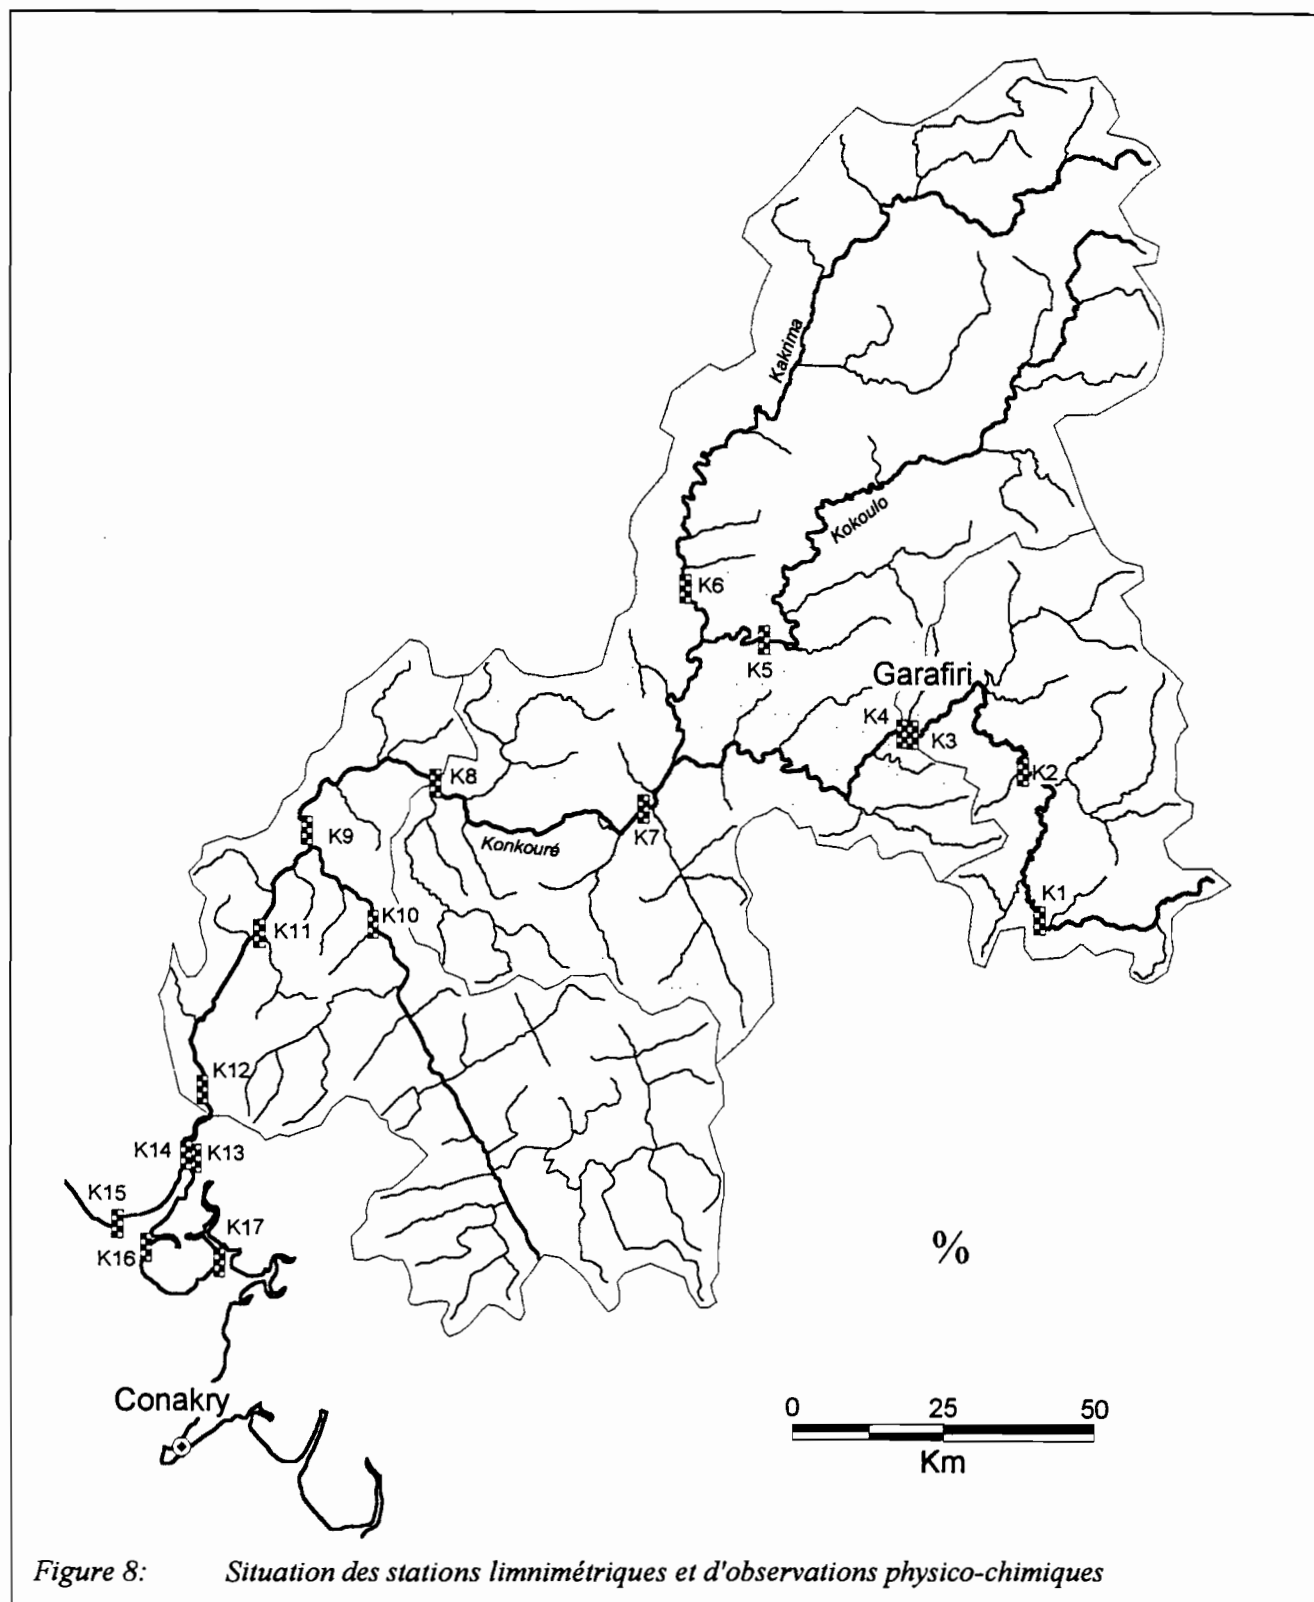 Kakrima
Kokoulo
K6
K5
Garafiri
K4
K3
K2
K8
K7
K9
Konkouré
K1
K10
K11
K12
K14
K13
K15
K17
K16
%
Conakry
0 25 50
Km
Figure 8: Situation des stations limnimétriques et d'observations physico-chimiques